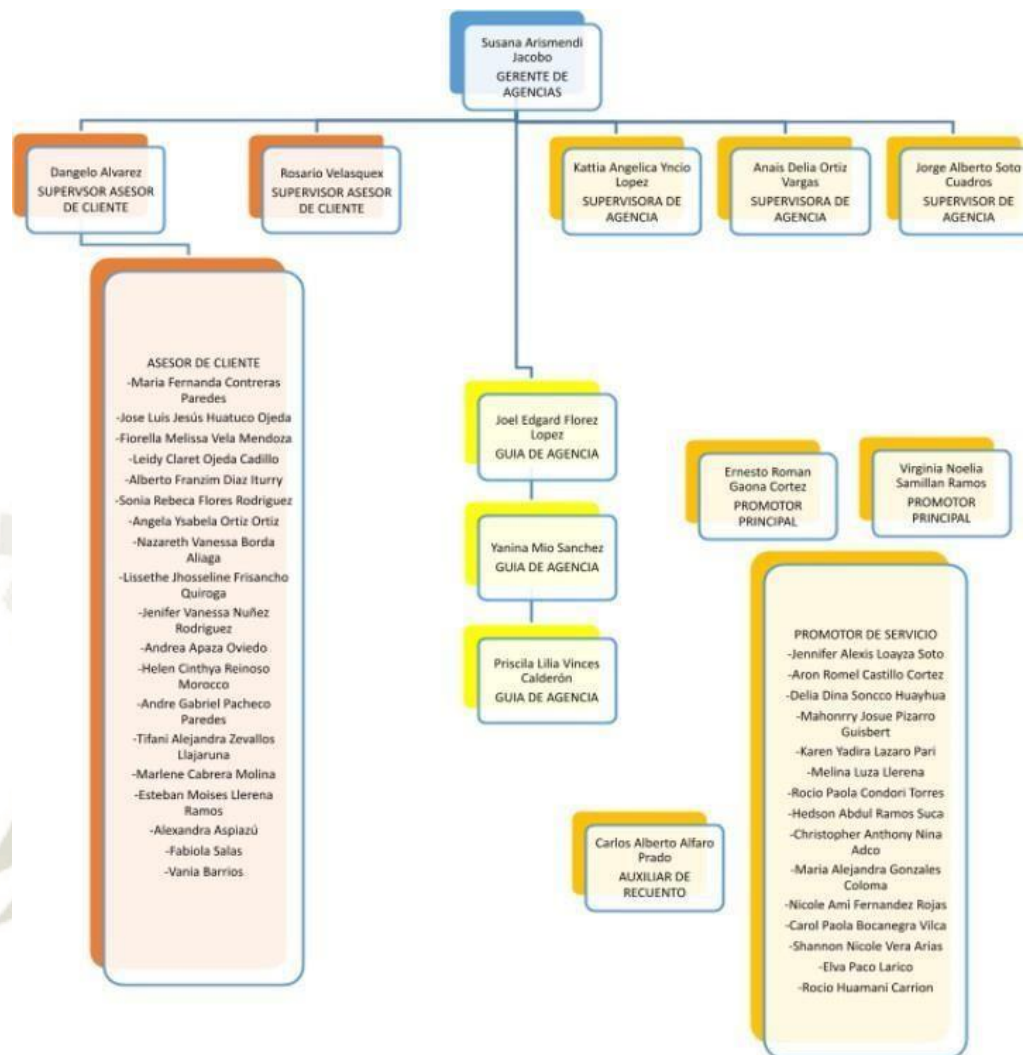 Susana Arismendi
Jacobo
GERENTE DE
AGENCIAS
Dangelo Alvarez
SUPERVSOR ASESOR
DE CLIENTE
Rosario Velasquex
SUPERVISOR ASESOR
DE CLIENTE
Kattia Angelica Yncio
Lopez
SUPERVISORA DE
AGENCIA
Anais Delia Ortiz
Vargas
SUPERVISORA DE
AGENCIA
Jorge Alberto Soto
Cuadros
SUPERVISOR DE
AGENCIA
ASESOR DE CLIENTE
-Maria Fernanda Contreras
Paredes
-Jose Luis Jesús Huatuco Ojeda
-Fiorella Melissa Vela Mendoza
-Leidy Claret Ojeda Cadillo
-Alberto Franzim Diaz Iturry
-Sonia Rebeca Flores Rodriguez
-Angela Ysabela Ortiz Ortiz
-Nazareth Vanessa Borda
Aliaga
-Lissethe Jhosseline Frisancho
Quiroga
-Jenifer Vanessa Nuñez
Rodriguez
-Andrea Apaza Oviedo
-Helen Cinthya Reinoso
Morocco
-Andre Gabriel Pacheco
Paredes
-Tifani Alejandra Zevallos
Llajaruna
-Marlene Cabrera Molina
-Esteban Moises Llerena
Ramos
-Alexandra Aspiazú
-Fabiola Salas
-Vania Barrios
Joel Edgard Florez
Lopez
GUIA DE AGENCIA
Yanina Mio Sanchez
GUIA DE AGENCIA
Priscila Lilia Vinces
Calderón
GUIA DE AGENCIA
Ernesto Roman
Gaona Cortez
PROMOTOR
PRINCIPAL
Virginia Noelia
Samillan Ramos
PROMOTOR
PRINCIPAL
Carlos Alberto Alfaro
Prado
AUXILIAR DE
RECUENTO
PROMOTOR DE SERVICIO
-Jennifer Alexis Loayza Soto
-Aron Romel Castillo Cortez
-Delia Dina Soncco Huayhua
-Mahonrry Josue Pizarro
Guisbert
-Karen Yadira Lazaro Pari
-Melina Luza Llerena
-Rocio Paola Condori Torres
-Hedson Abdul Ramos Suca
-Christopher Anthony Nina
Adco
-Maria Alejandra Gonzales
Coloma
-Nicole Ami Fernandez Rojas
-Carol Paola Bocanegra Vilca
-Shannon Nicole Vera Arias
-Elva Paco Larico
-Rocio Huamani Carrion